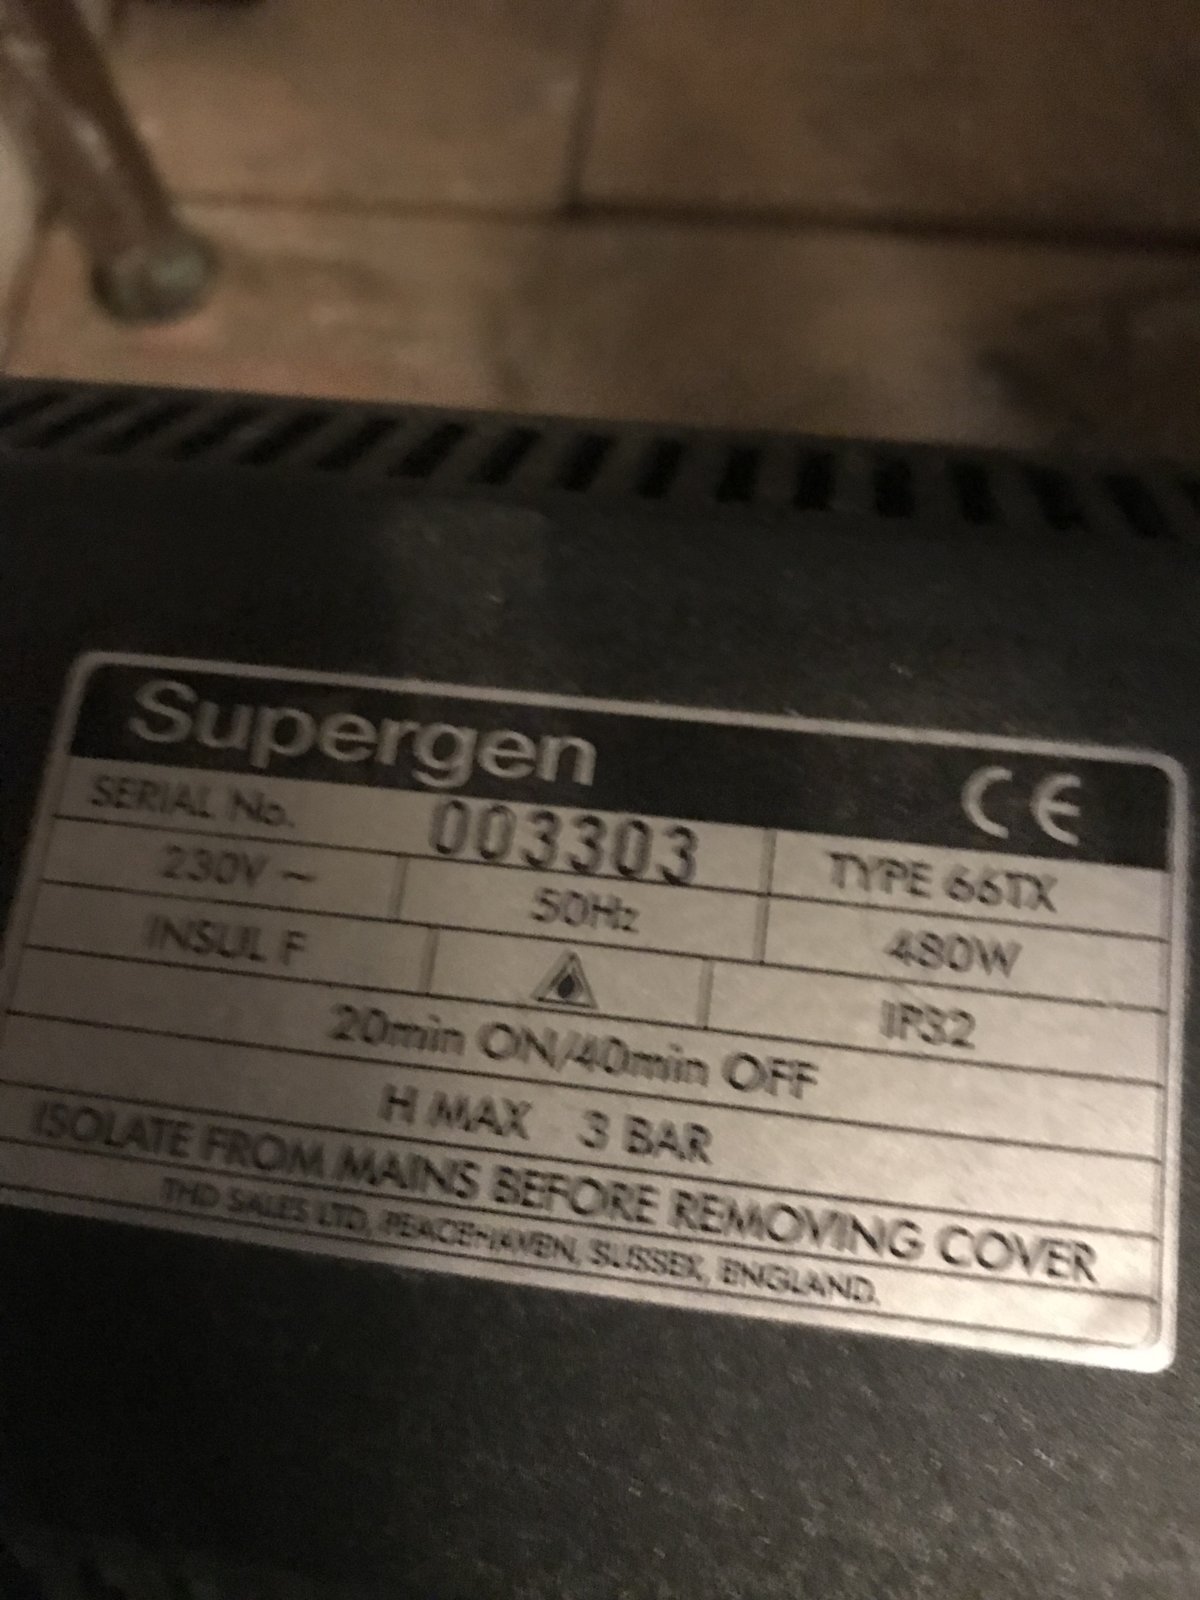 Supergen CE
SERIAL No. 003303 TYPE 66TX
230V ~ 50Hz 480W
INSUL F IP32
20min ON/40min OFF
H MAX 3 BAR
ISOLATE FROM MAINS BEFORE REMOVING COVER
THD SALES LTD, PEACEHAVEN, SUSSEX, ENGLAND.